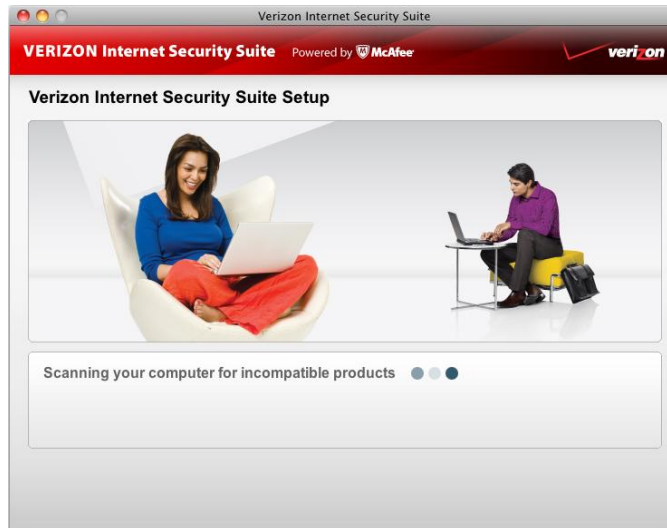 Verizon Internet Security Suite
VERIZON Internet Security Suite Powered by McAfee verizon
Verizon Internet Security Suite Setup
Scanning your computer for incompatible products